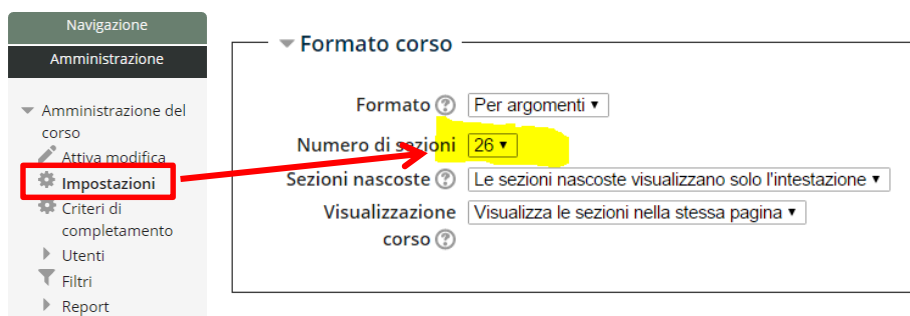 Navigazione
Amministrazione
Amministrazione del
corso
Attiva modifica
Impostazioni
Criteri di
completamento
Utenti
Filtri
Report
Formato corso
Formato ? Per argomenti
Numero di sezioni 26
Sezioni nascoste ? Le sezioni nascoste visualizzano solo l'intestazione
Visualizzazione Visualizza le sezioni nella stessa pagina
corso ?